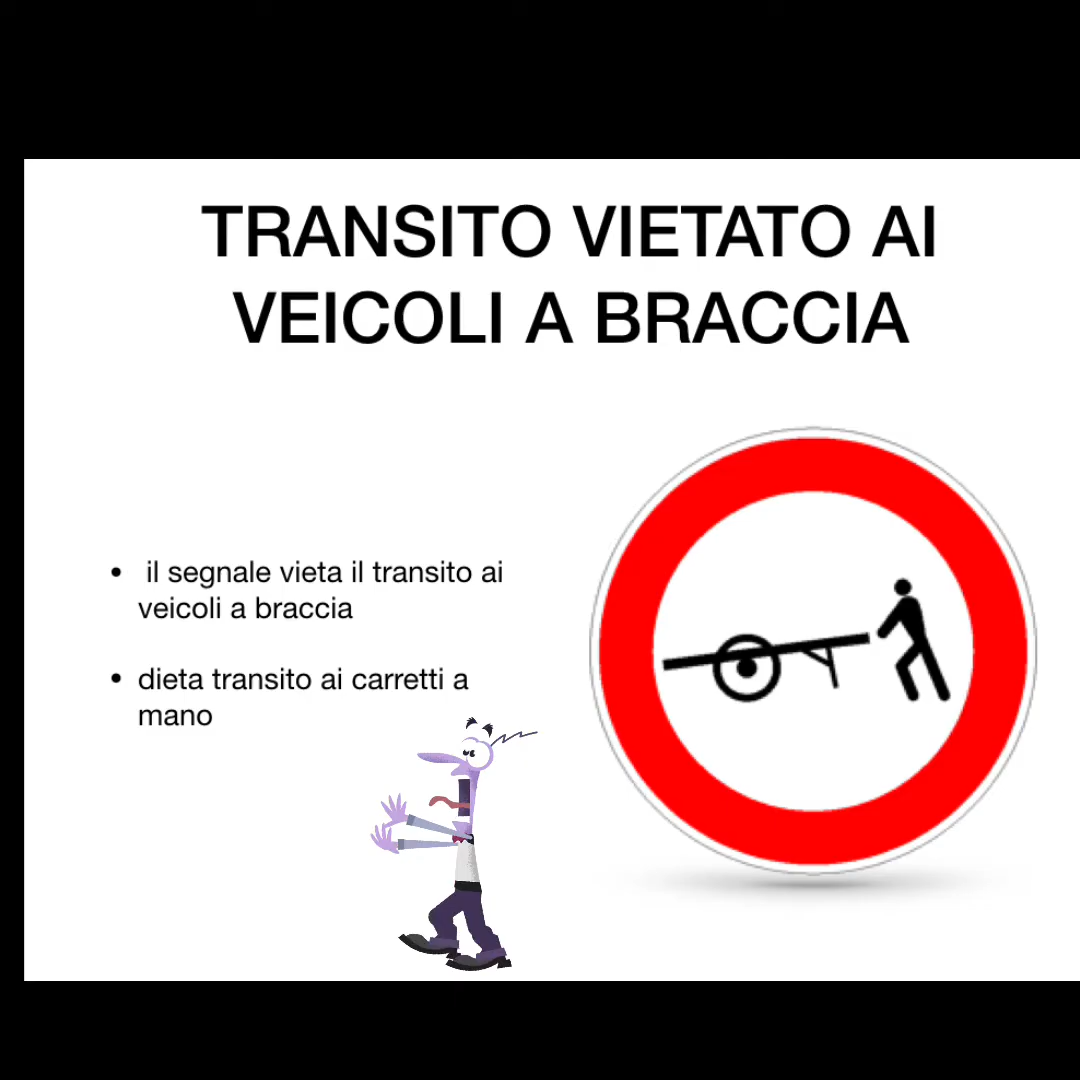 TRANSITO VIETATO AI
VEICOLI A BRACCIA
• il segnale vieta il transito ai
veicoli a braccia
• dieta transito ai carretti a
mano